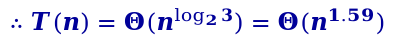 ∴ T(n) = Θ(n^{log₂ 3}) = Θ(n^{1.59})